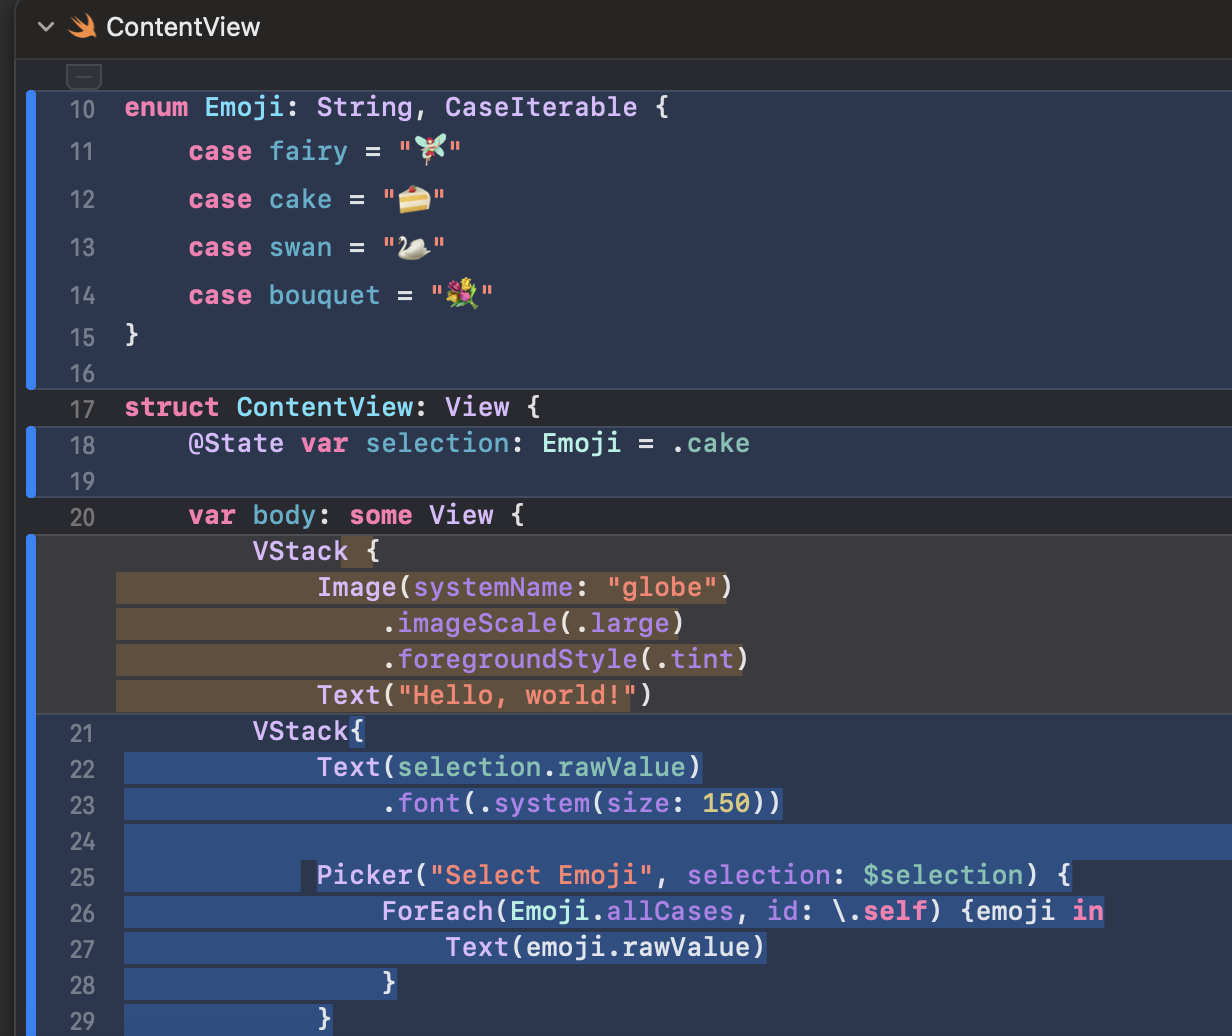 ContentView
10 enum Emoji: String, CaseIterable {
11 case fairy = "🧚"
12 case cake = "🍰"
13 case swan = "🦢"
14 case bouquet = "💐"
15 }
16
17 struct ContentView: View {
18 @State var selection: Emoji = .cake
19
20 var body: some View {
VStack {
Image(systemName: "globe")
.imageScale(.large)
.foregroundStyle(.tint)
Text("Hello, world!")
21 VStack{
22 Text(selection.rawValue)
23 .font(.system(size: 150))
24
25 Picker("Select Emoji", selection: $selection) {
26 ForEach(Emoji.allCases, id: \.self) {emoji in
27 Text(emoji.rawValue)
28 }
29 }